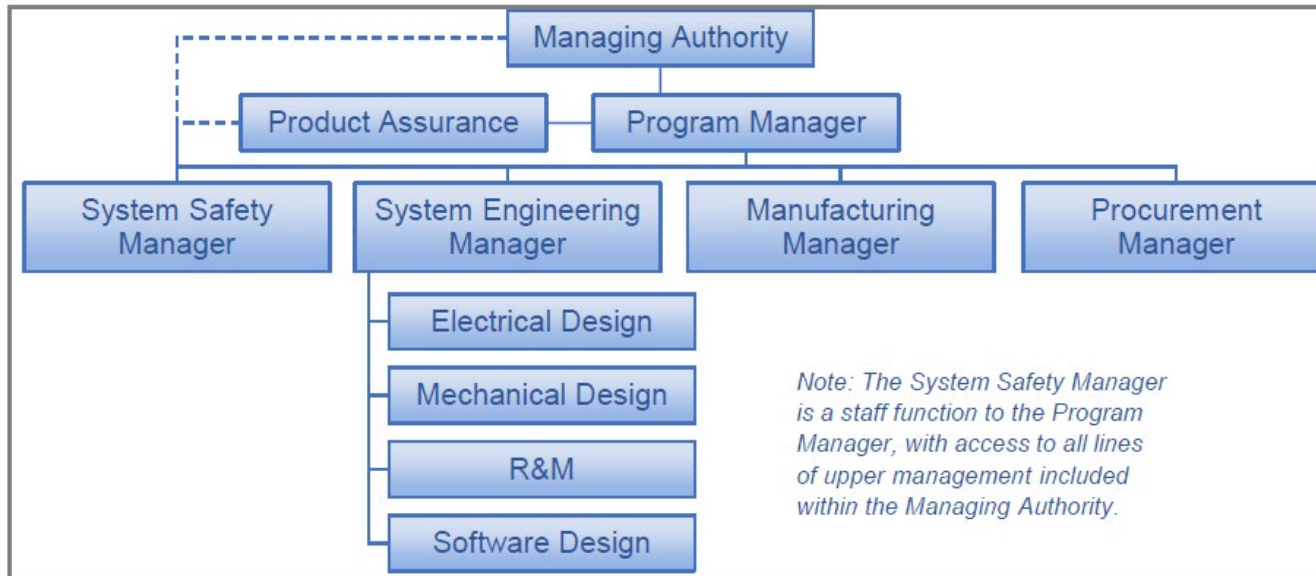 Managing Authority
Product Assurance
Program Manager
System Safety
Manager
System Engineering
Manager
Manufacturing
Manager
Procurement
Manager
Electrical Design
Mechanical Design
R&M
Software Design
Note: The System Safety Manager
is a staff function to the Program
Manager, with access to all lines
of upper management included
within the Managing Authority.